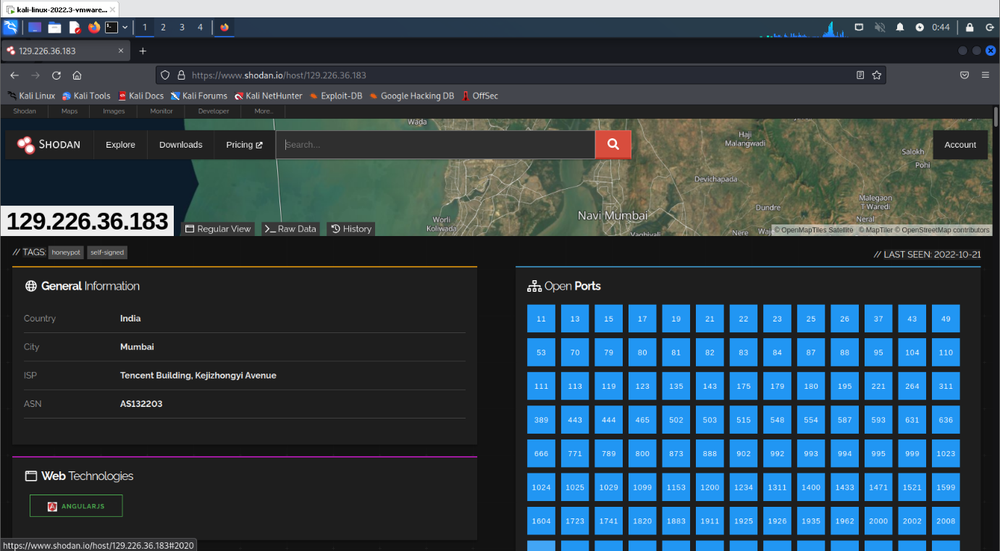 kali-linux-2022.3-vmware...
1 2 3 4 0:44
129.226.36.183
https://www.shodan.io/host/129.226.36.183
Kali Linux Kali Tools Kali Docs Kali Forums Kali NetHunter Exploit-DB Google Hacking DB OffSec
Shodan Maps Images Monitor Developer More...
Wada
SHODAN Explore Downloads Pricing Search... Account
Haji
Malangwadi
Salokh
Pohi
Devichapada
Malegaon
T Waredi
Dundre
Navi Mumbai
Neral
Worli
Koliwada
129.226.36.183
Regular View >_ Raw Data History
Vaghivali
Nere Waje
© OpenMapTiles Satellite © MapTiler © OpenStreetMap contributors
// TAGS: honeypot self-signed
// LAST SEEN: 2022-10-21
General Information
Country India
City Mumbai
ISP Tencent Building, Kejizhongyi Avenue
ASN AS132203
Web Technologies
ANGULARJS
Open Ports
11 13 15 17 19 21 22 23 25 26 37 43 49
53 70 79 80 81 82 83 84 87 88 95 104 110
111 113 119 123 135 143 175 179 180 195 221 264 311
389 443 444 465 502 503 515 548 554 587 593 631 636
666 771 789 800 873 888 902 992 993 994 995 999 1023
1024 1025 1029 1099 1153 1200 1234 1311 1400 1433 1471 1521 1599
1604 1723 1741 1820 1883 1911 1925 1926 1935 1962 2000 2002 2008
https://www.shodan.io/host/129.226.36.183#2020